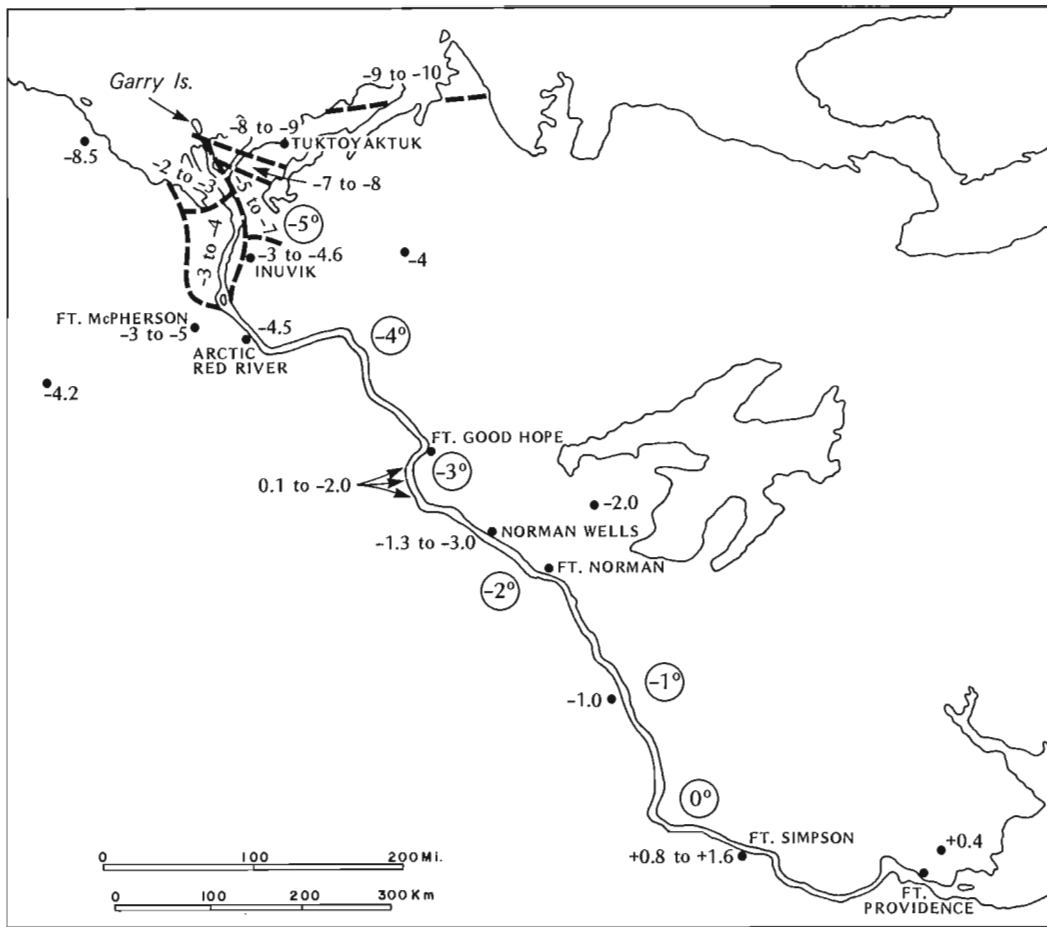 -9 to -10
Garry Is.
-8 to -9
TUKTOYAKTUK
-8.5
-7 to -8
-2 to -3
-5 to -7
-5°
-3 to -4
-3 to -4.6
INUVIK
-4
FT. McPHERSON
-3 to -5
-4.5
ARCTIC
RED RIVER
-4°
-4.2
FT. GOOD HOPE
-3°
0.1 to -2.0
-2.0
NORMAN WELLS
-1.3 to -3.0
FT. NORMAN
-2°
-1°
-1.0
0°
FT. SIMPSON
+0.8 to +1.6
+0.4
FT.
PROVIDENCE
0 100 200 Mi.
0 100 200 300 Km